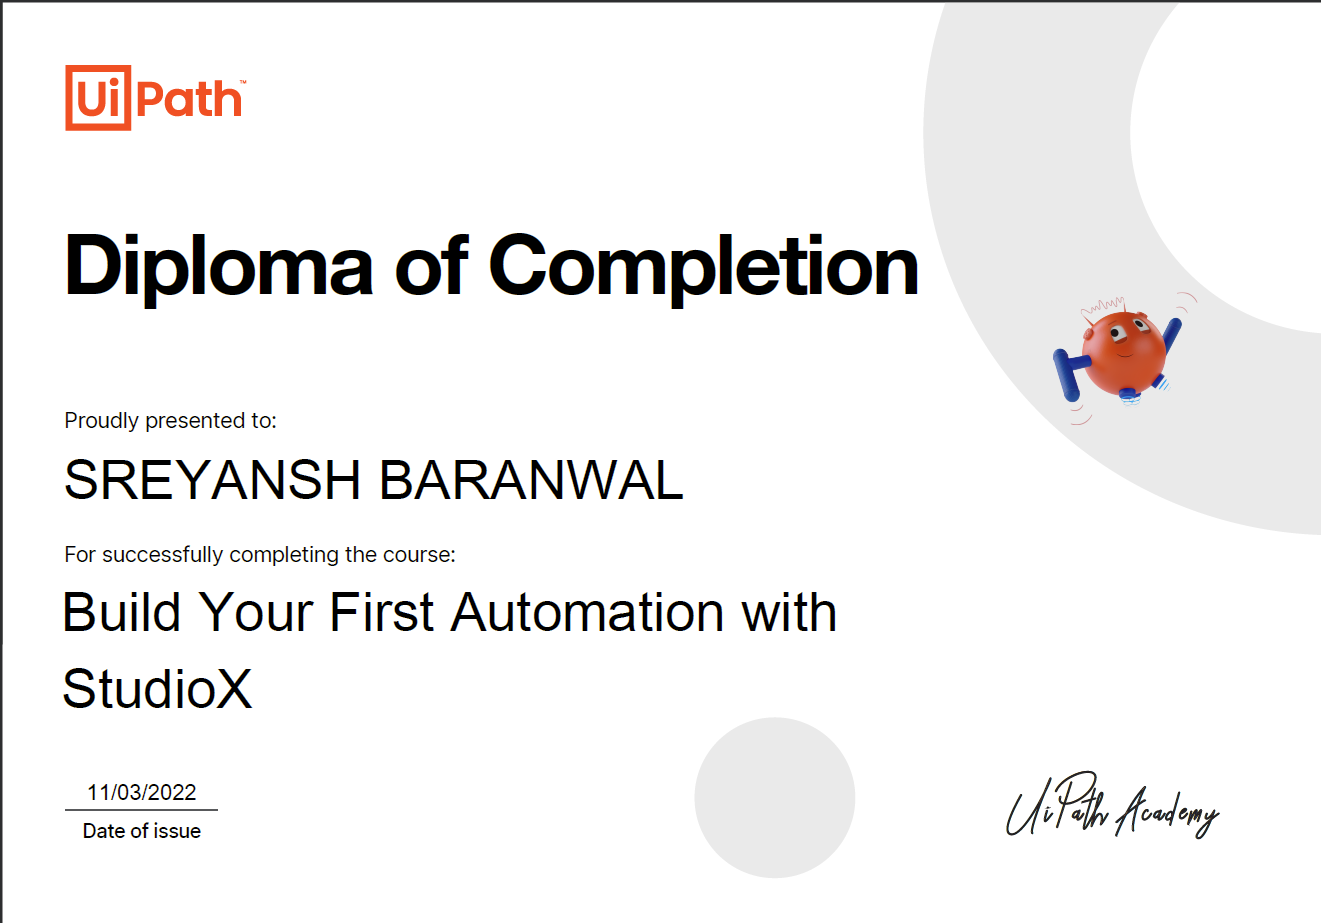 UiPath™
Diploma of Completion
Proudly presented to:
SREYANSH BARANWAL
For successfully completing the course:
Build Your First Automation with
StudioX
11/03/2022
Date of issue
UiPath Academy